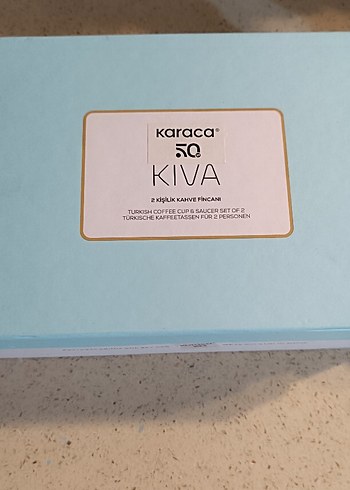 Karaca®
50
KIVA
2 KİŞİLİK KAHVE FİNCANI
TURKISH COFFEE CUP & SAUCER SET OF 2
TÜRKISCHE KAFFEETASSEN FÜR 2 PERSONEN